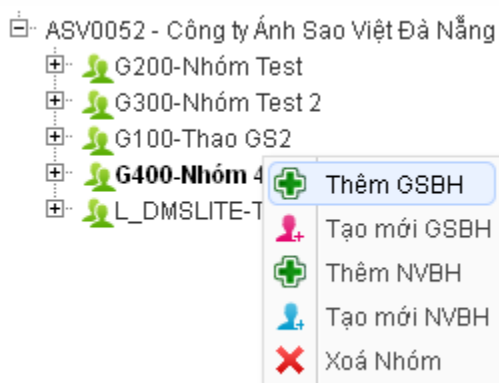 ASV0052 - Công ty Ánh Sao Việt Đà Nẵng
G200-Nhóm Test
G300-Nhóm Test 2
G100-Thao GS2
G400-Nhóm 4
L_DMSLITE-T
Thêm GSBH
Tạo mới GSBH
Thêm NVBH
Tạo mới NVBH
Xoá Nhóm